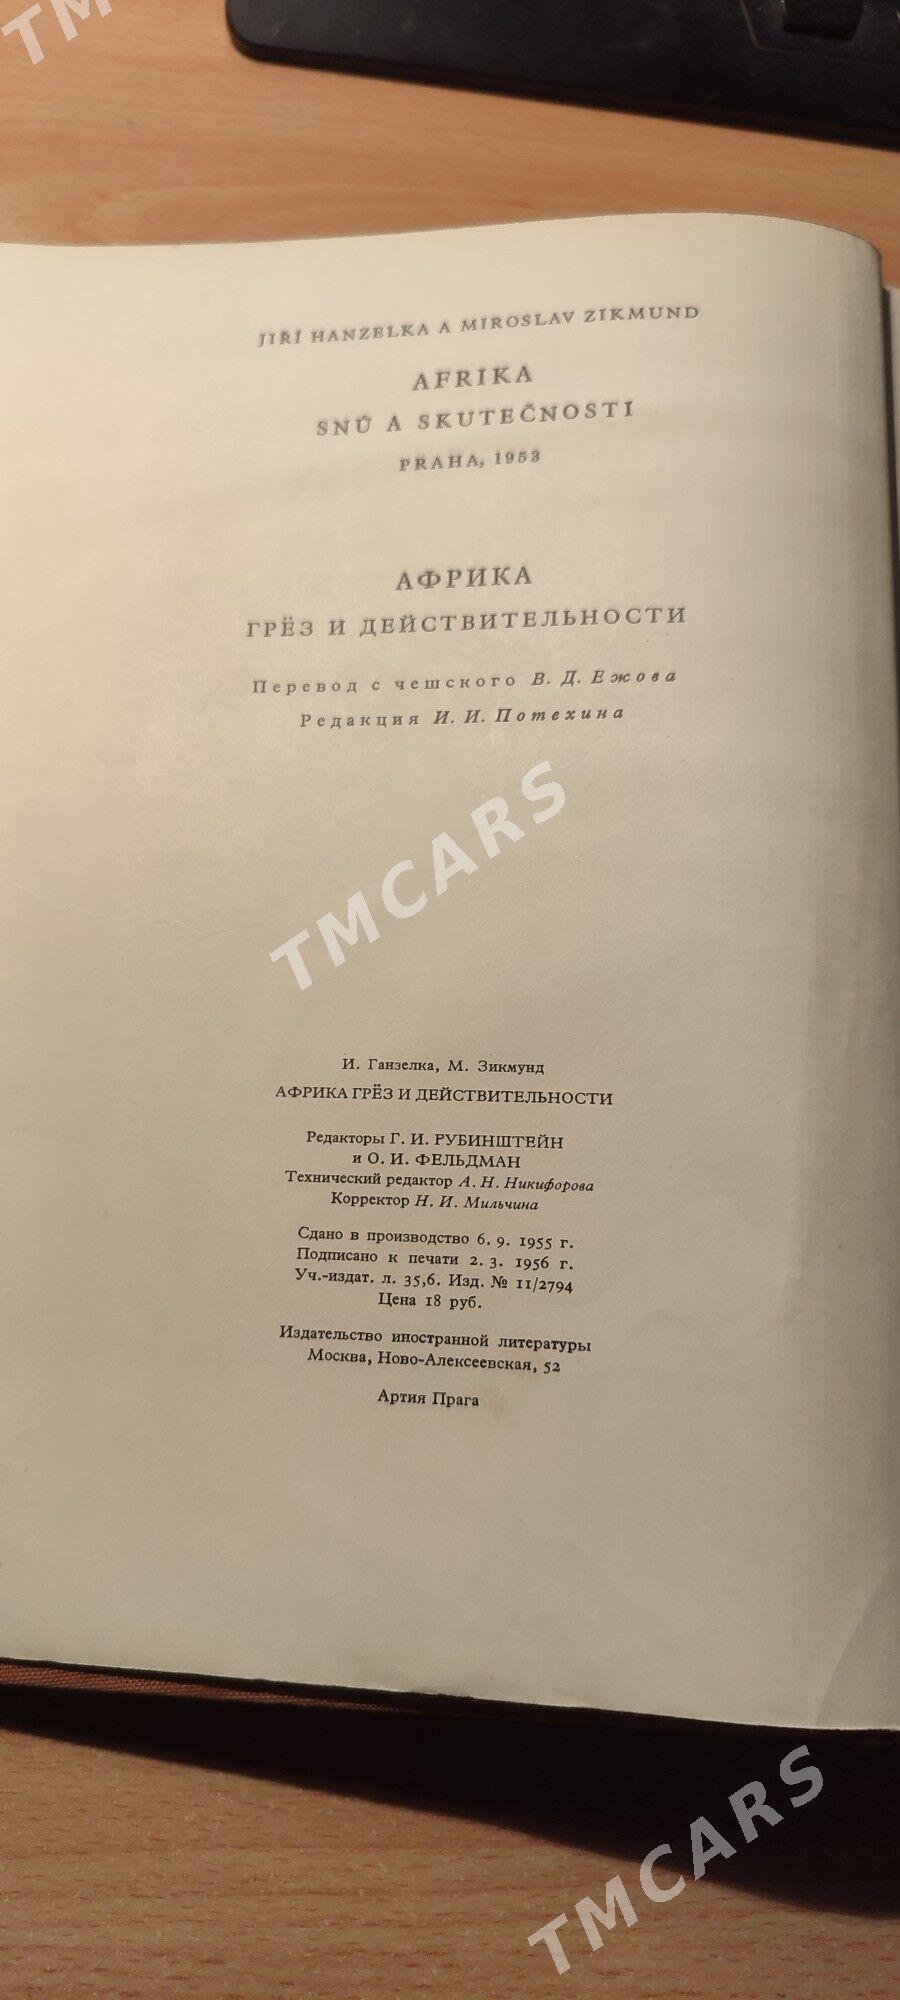 TM
TMC
JIŘÍ HANZELKA A MIROSLAV ZIKMUND
AFRIKA
SNŮ A SKUTEČNOSTI
PRAHA, 1953
АФРИКА
ГРЁЗ И ДЕЙСТВИТЕЛЬНОСТИ
Перевод с чешского В. Д. Ежова
Редакция И. И. Потехина
TMCARS
И. Ганзелка, М. Зикмунд
АФРИКА ГРЁЗ И ДЕЙСТВИТЕЛЬНОСТИ
Редакторы Г. И. РУБИНШТЕЙН
и О. И. ФЕЛЬДМАН
Технический редактор А. Н. Никифорова
Корректор Н. И. Мильчина
Сдано в производство 6. 9. 1955 г.
Подписано к печати 2. 3. 1956 г.
Уч.-издат. л. 35,6. Изд. № 11/2794
Цена 18 руб.
Издательство иностранной литературы
Москва, Ново-Алексеевская, 52
Артия Прага
TMCARS